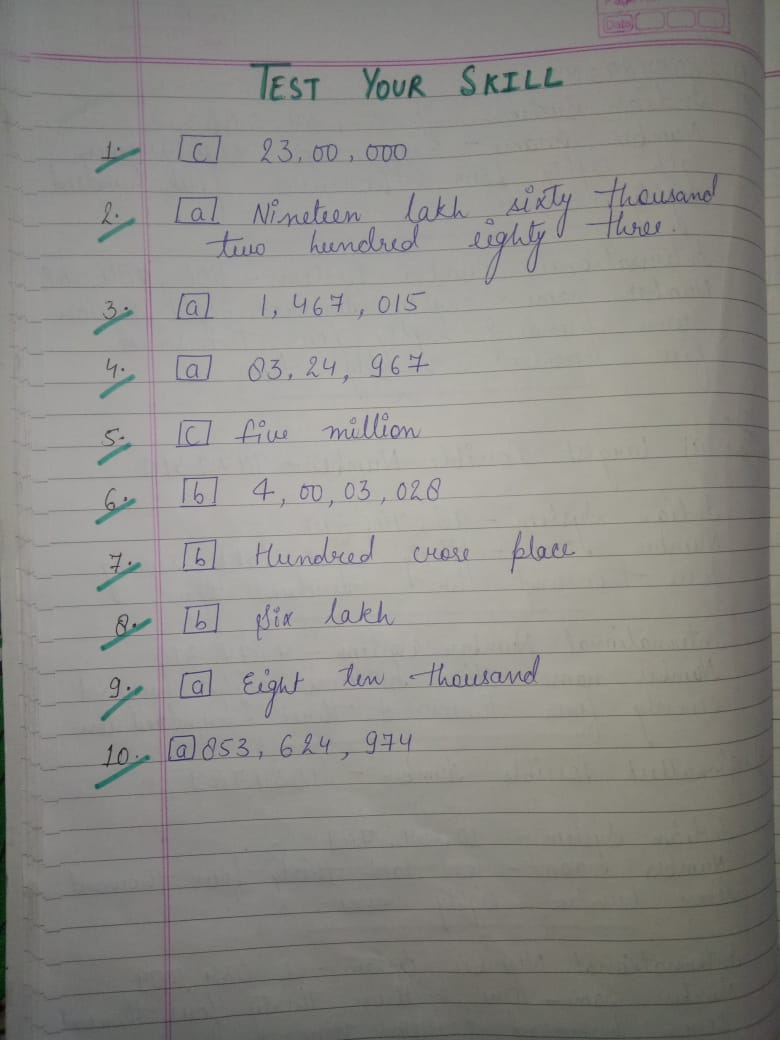 Date
TEST YOUR SKILL
1. [c] 23,00,000
2. [a] Nineteen lakh sixty thousand
two hundred eighty three.
3. [a] 1,467,015
4. [a] 83,24,967
5. [c] five million
6. [b] 4,00,03,028
7. [b] Hundred crore place
8. [b] Six lakh
9. [a] Eight ten thousand
10. [a] 853,624,974